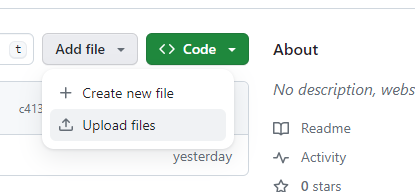 t
Add file
Code
About
Create new file
Upload files
No description, webs
c413
yesterday
Readme
Activity
0 stars